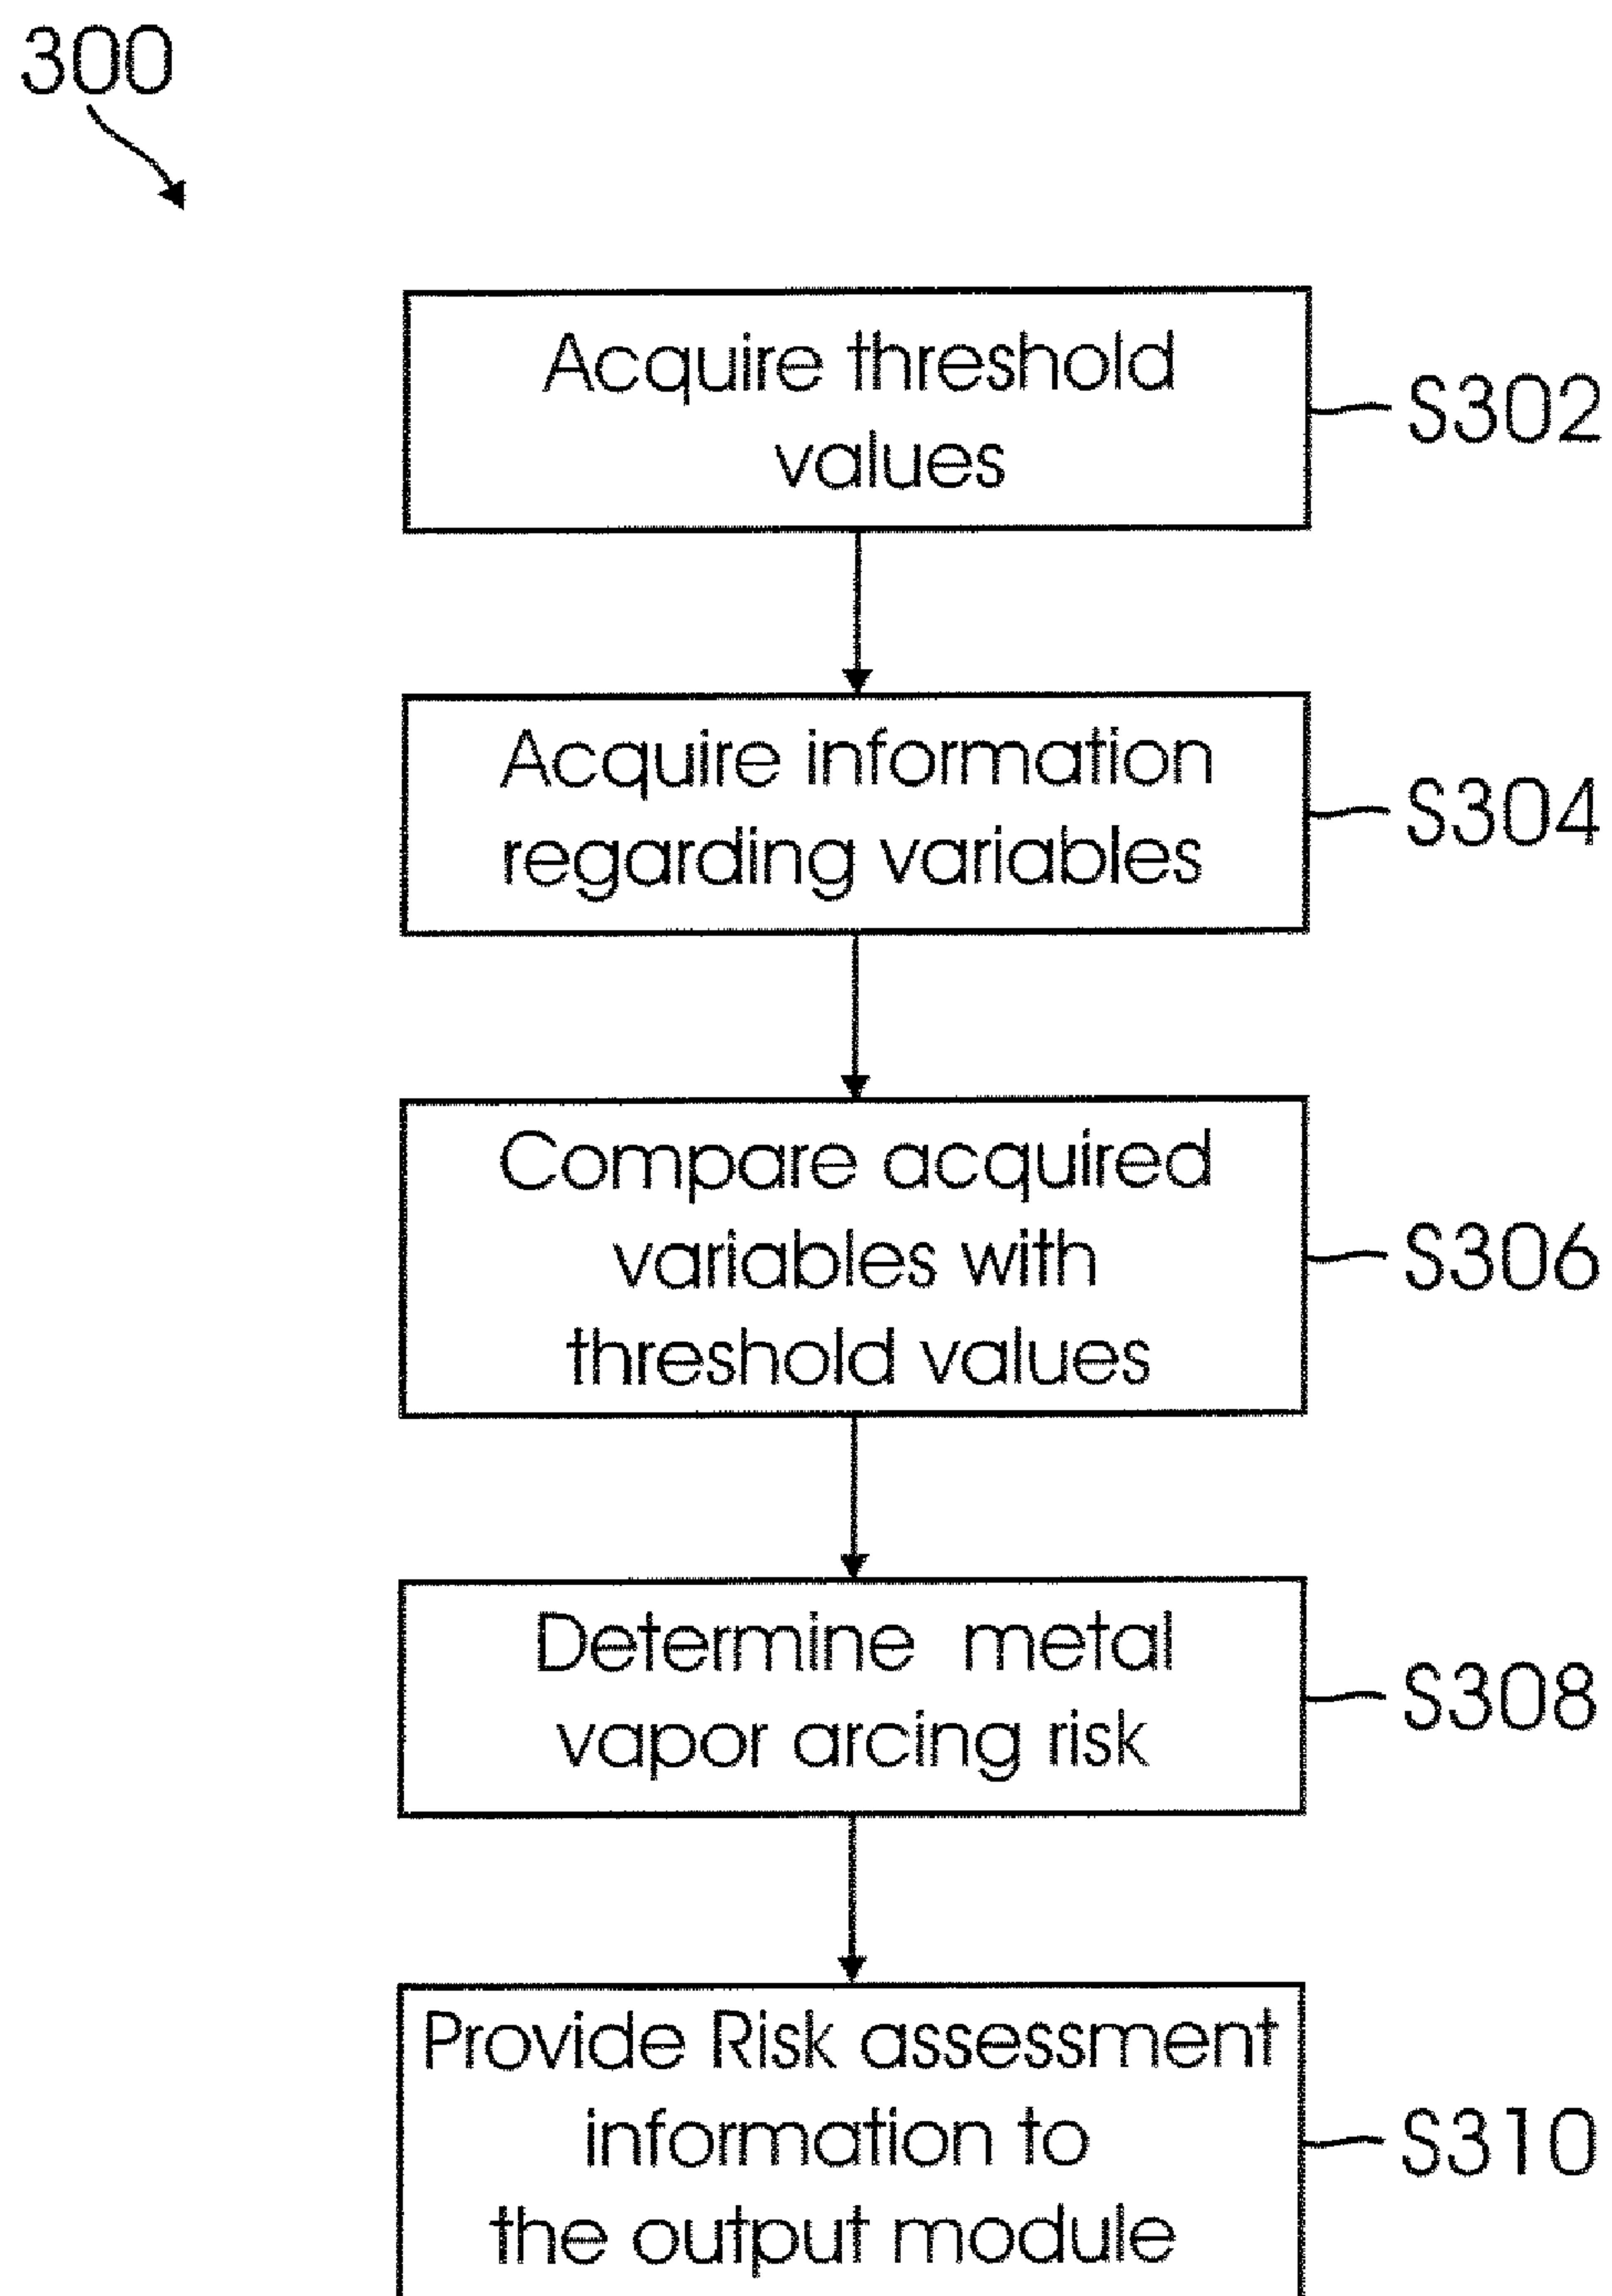 300
Acquire threshold
values
S302
Acquire information
regarding variables
S304
Compare acquired
variables with
threshold values
S306
Determine metal
vapor arcing risk
S308
Provide Risk assessment
information to
the output module
S310